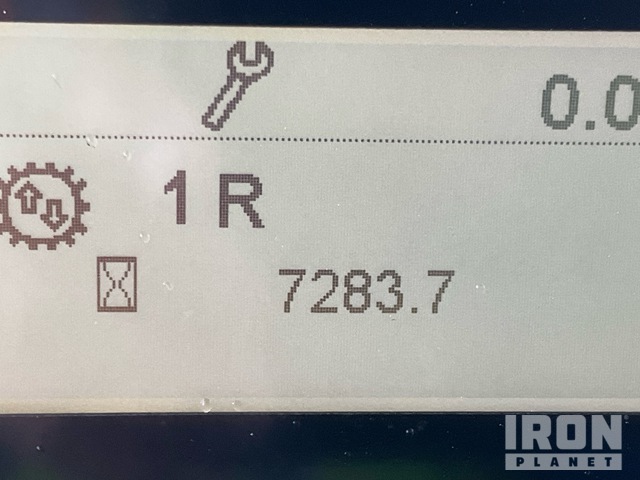 0.0
1 R
7283.7
IRON
PLANET